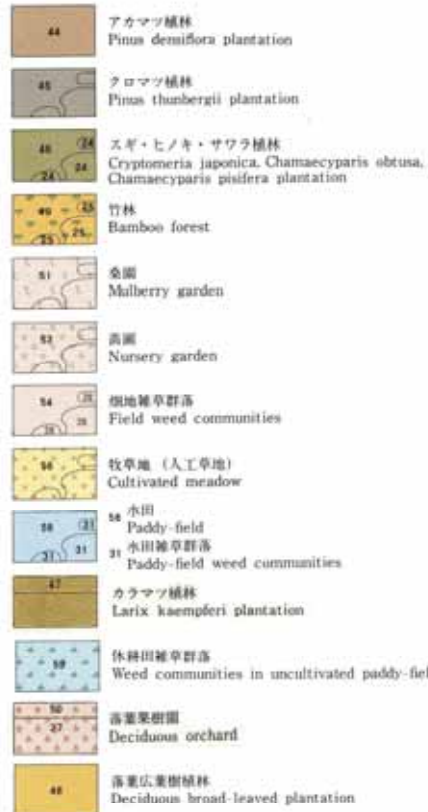 44
アカマツ植林
Pinus densiflora plantation
45
クロマツ植林
Pinus thunbergii plantation
24
24
24
スギ・ヒノキ・サワラ植林
Cryptomeria japonica, Chamaecyparis obtusa,
Chamaecyparis pisifera plantation
25
25
25
竹林
Bamboo forest
51
桑園
Mulberry garden
苗圃
Nursery garden
54
畑地雑草群落
Field weed communities
56
牧草地 (人工草地)
Cultivated meadow
58
31
31
31
58 水田
Paddy-field
31 水田雑草群落
Paddy-field weed communities
47
カラマツ植林
Larix kaempferi plantation
59
休耕田雑草群落
Weed communities in uncultivated paddy-fiel
50
27
落葉果樹園
Deciduous orchard
48
落葉広葉樹植林
Deciduous broad-leaved plantation